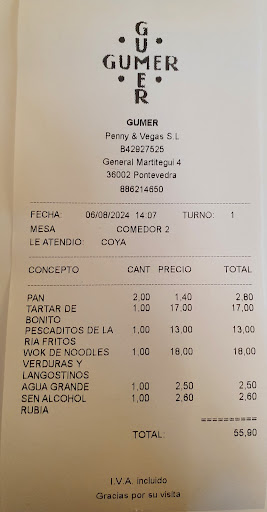 GUMER
GUMER
GUMER
Penny & Vegas S.L
B42927525
General Martitegui 4
36002 Pontevedra
886214650
FECHA: 06/08/2024 14:07 TURNO: 1
MESA COMEDOR 2
LE ATENDIO: COYA
CONCEPTO CANT PRECIO TOTAL
PAN 2,00 1,40 2,80
TARTAR DE 1,00 17,00 17,00
BONITO
PESCADITOS DE LA 1,00 13,00 13,00
RIA FRITOS
WOK DE NOODLES 1,00 18,00 18,00
VERDURAS Y
LANGOSTINOS
AGUA GRANDE 1,00 2,50 2,50
SEN ALCOHOL 1,00 2,60 2,60
RUBIA
==========
TOTAL: 55,90
I.V.A. incluido
Gracias por su visita